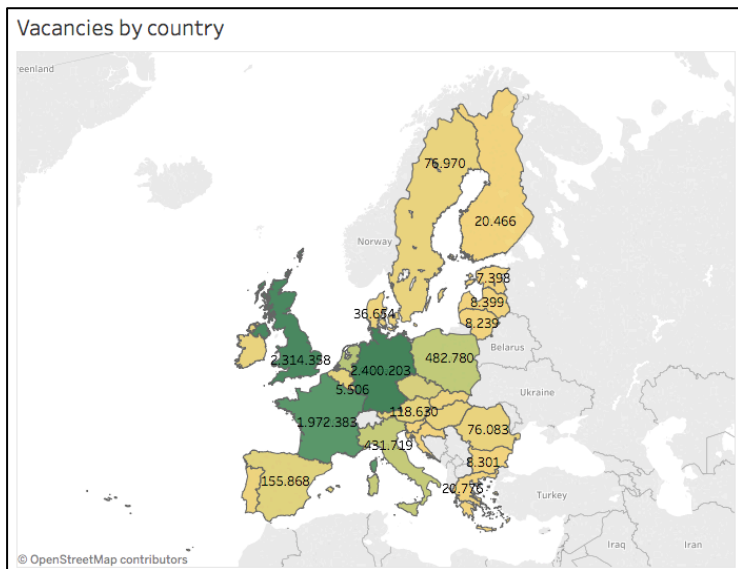 Vacancies by country
reenland
76.970
20.466
Norway
7.398
8.399
8.239
36.654
Belarus
2.314.358
2.400.203
482.780
5.506
Ukraine
118.630
1.972.383
76.083
431.719
8.301
155.868
20.776
Turkey
Iraq
Iran
© OpenStreetMap contributors